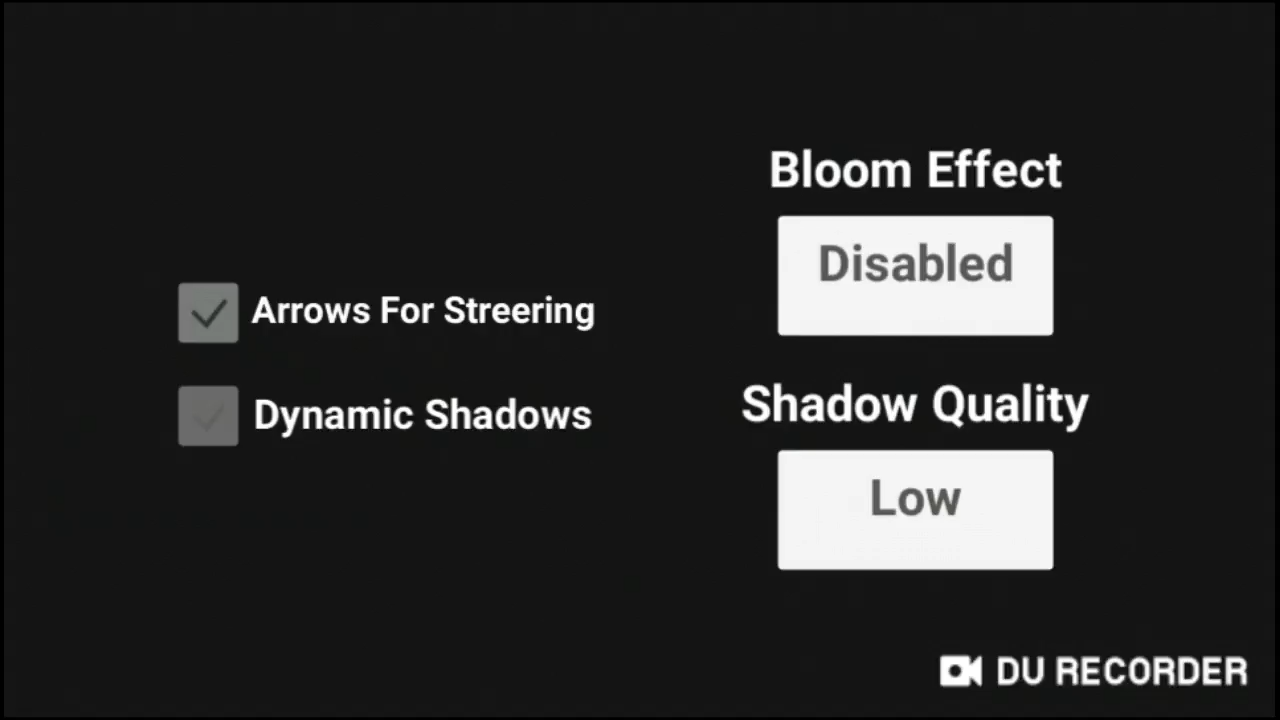 Bloom Effect
Disabled
Arrows For Streering
Dynamic Shadows
Shadow Quality
Low
DU RECORDER